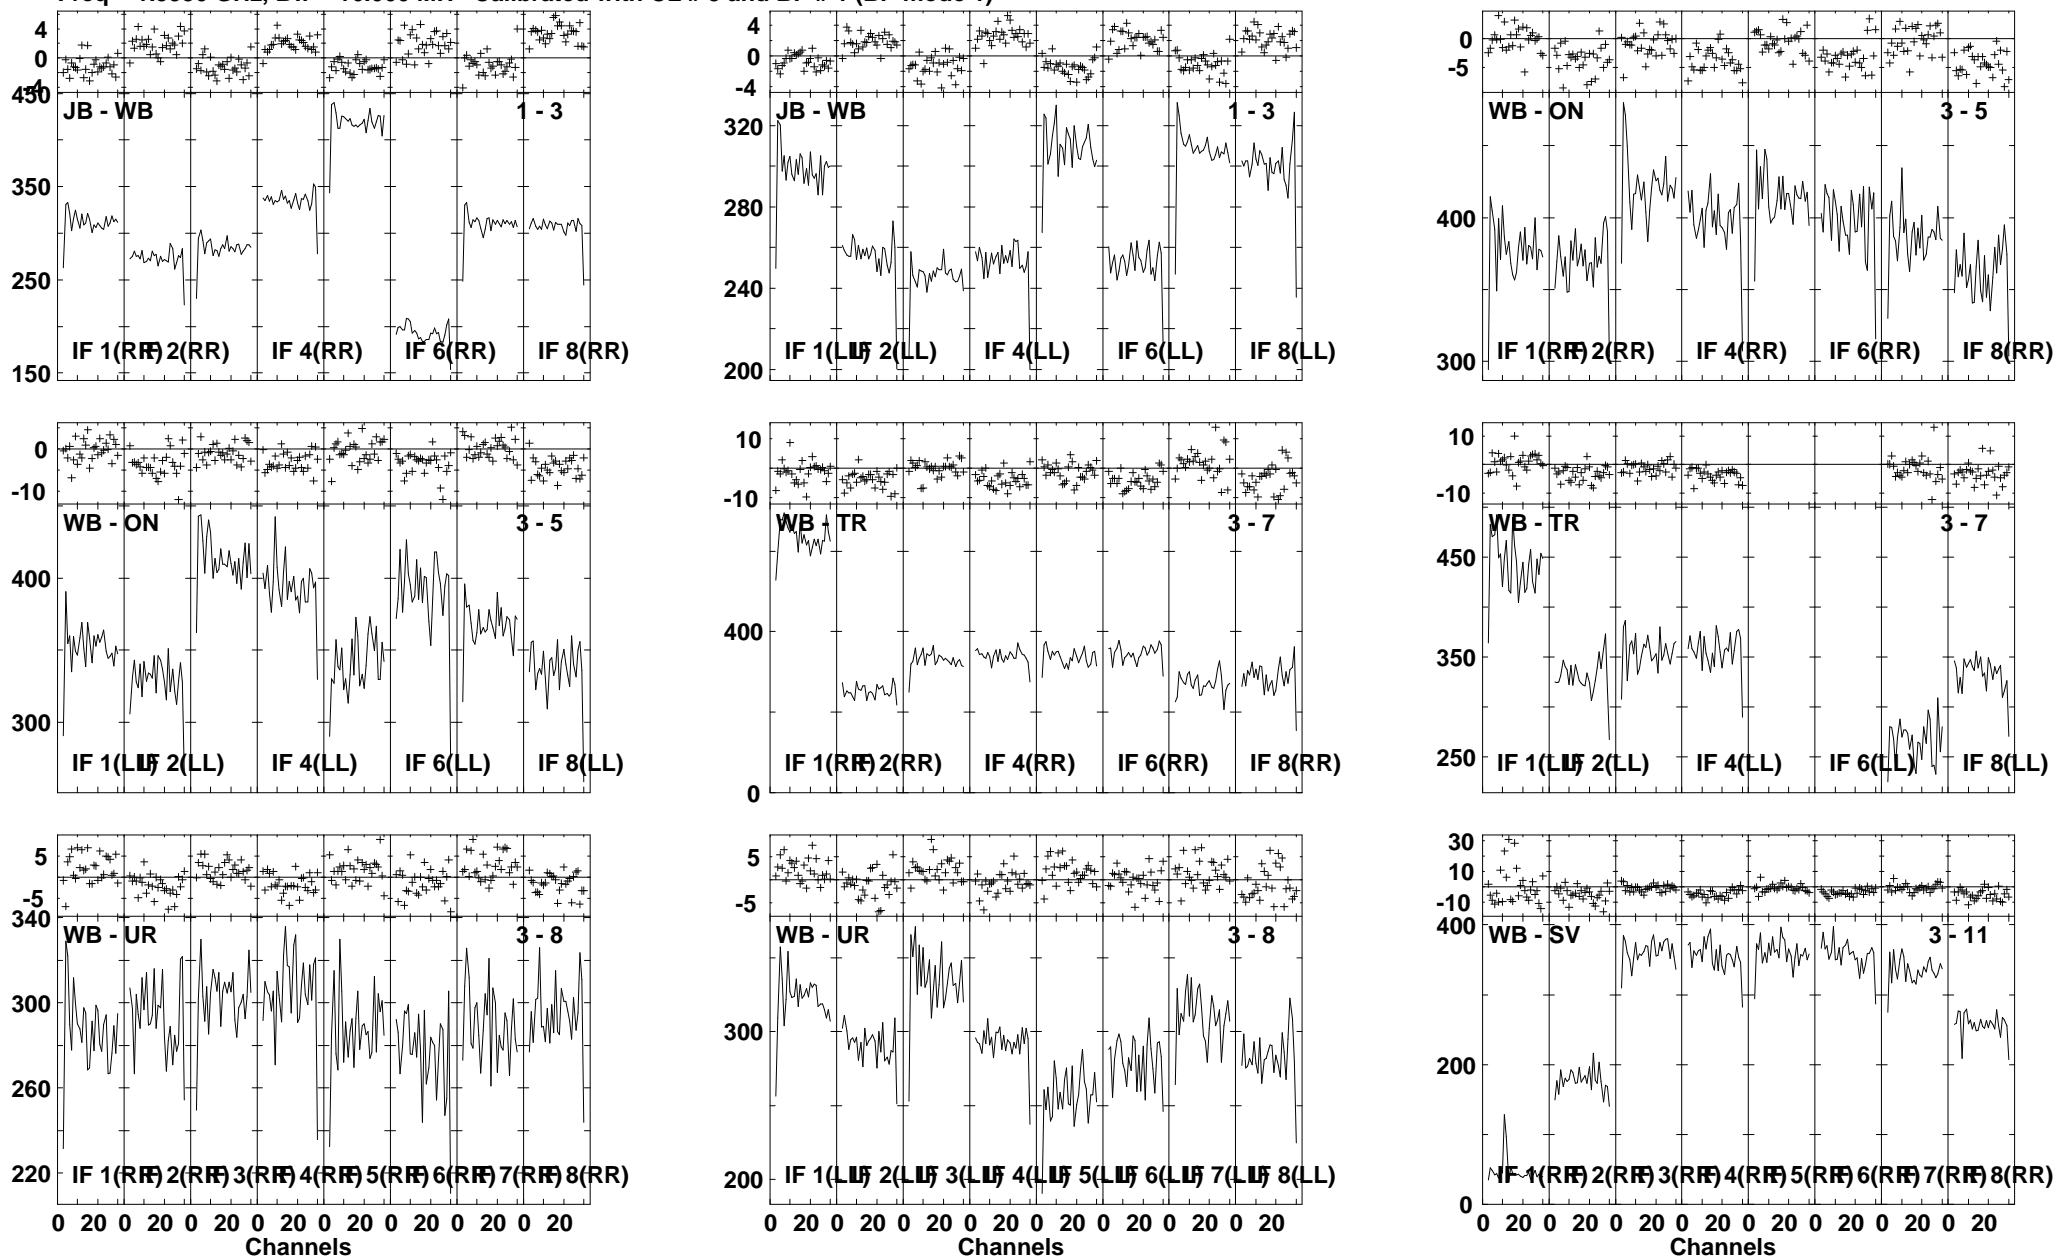 Calibrated with and mode
4
0
-4
450
350
250
150
JB - WB 1 - 3
IF 1(RR) IF 2(RR) IF 4(RR) IF 6(RR) IF 8(RR)
4
0
-4
320
280
240
200
JB - WB 1 - 3
IF 1(LL) IF 2(LL) IF 4(LL) IF 6(LL) IF 8(LL)
0
-5
400
300
WB - ON 3 - 5
IF 1(RR) IF 2(RR) IF 4(RR) IF 6(RR) IF 8(RR)
0
-10
400
300
WB - ON 3 - 5
IF 1(LL) IF 2(LL) IF 4(LL) IF 6(LL) IF 8(LL)
10
-10
400
0
WB - TR 3 - 7
IF 1(RR) IF 2(RR) IF 4(RR) IF 6(RR) IF 8(RR)
10
-10
450
350
250
WB - TR 3 - 7
IF 1(LL) IF 2(LL) IF 4(LL) IF 6(LL) IF 8(LL)
5
-5
340
300
260
220
WB - UR 3 - 8
IF 1(RR) IF 2(RR) IF 3(RR) IF 4(RR) IF 5(RR) IF 6(RR) IF 7(RR) IF 8(RR)
0 20 0 20 0 20 0 20 0 20 0 20 0 20 0 20
Channels
5
-5
300
200
WB - UR 3 - 8
IF 1(LL) IF 2(LL) IF 3(LL) IF 4(LL) IF 5(LL) IF 6(LL) IF 7(LL) IF 8(LL)
0 20 0 20 0 20 0 20 0 20 0 20 0 20 0 20
Channels
30
10
-10
400
200
0
WB - SV 3 - 11
IF 1(RR) IF 2(RR) IF 3(RR) IF 4(RR) IF 5(RR) IF 6(RR) IF 7(RR) IF 8(RR)
0 20 0 20 0 20 0 20 0 20 0 20 0 20 0 20
Channels